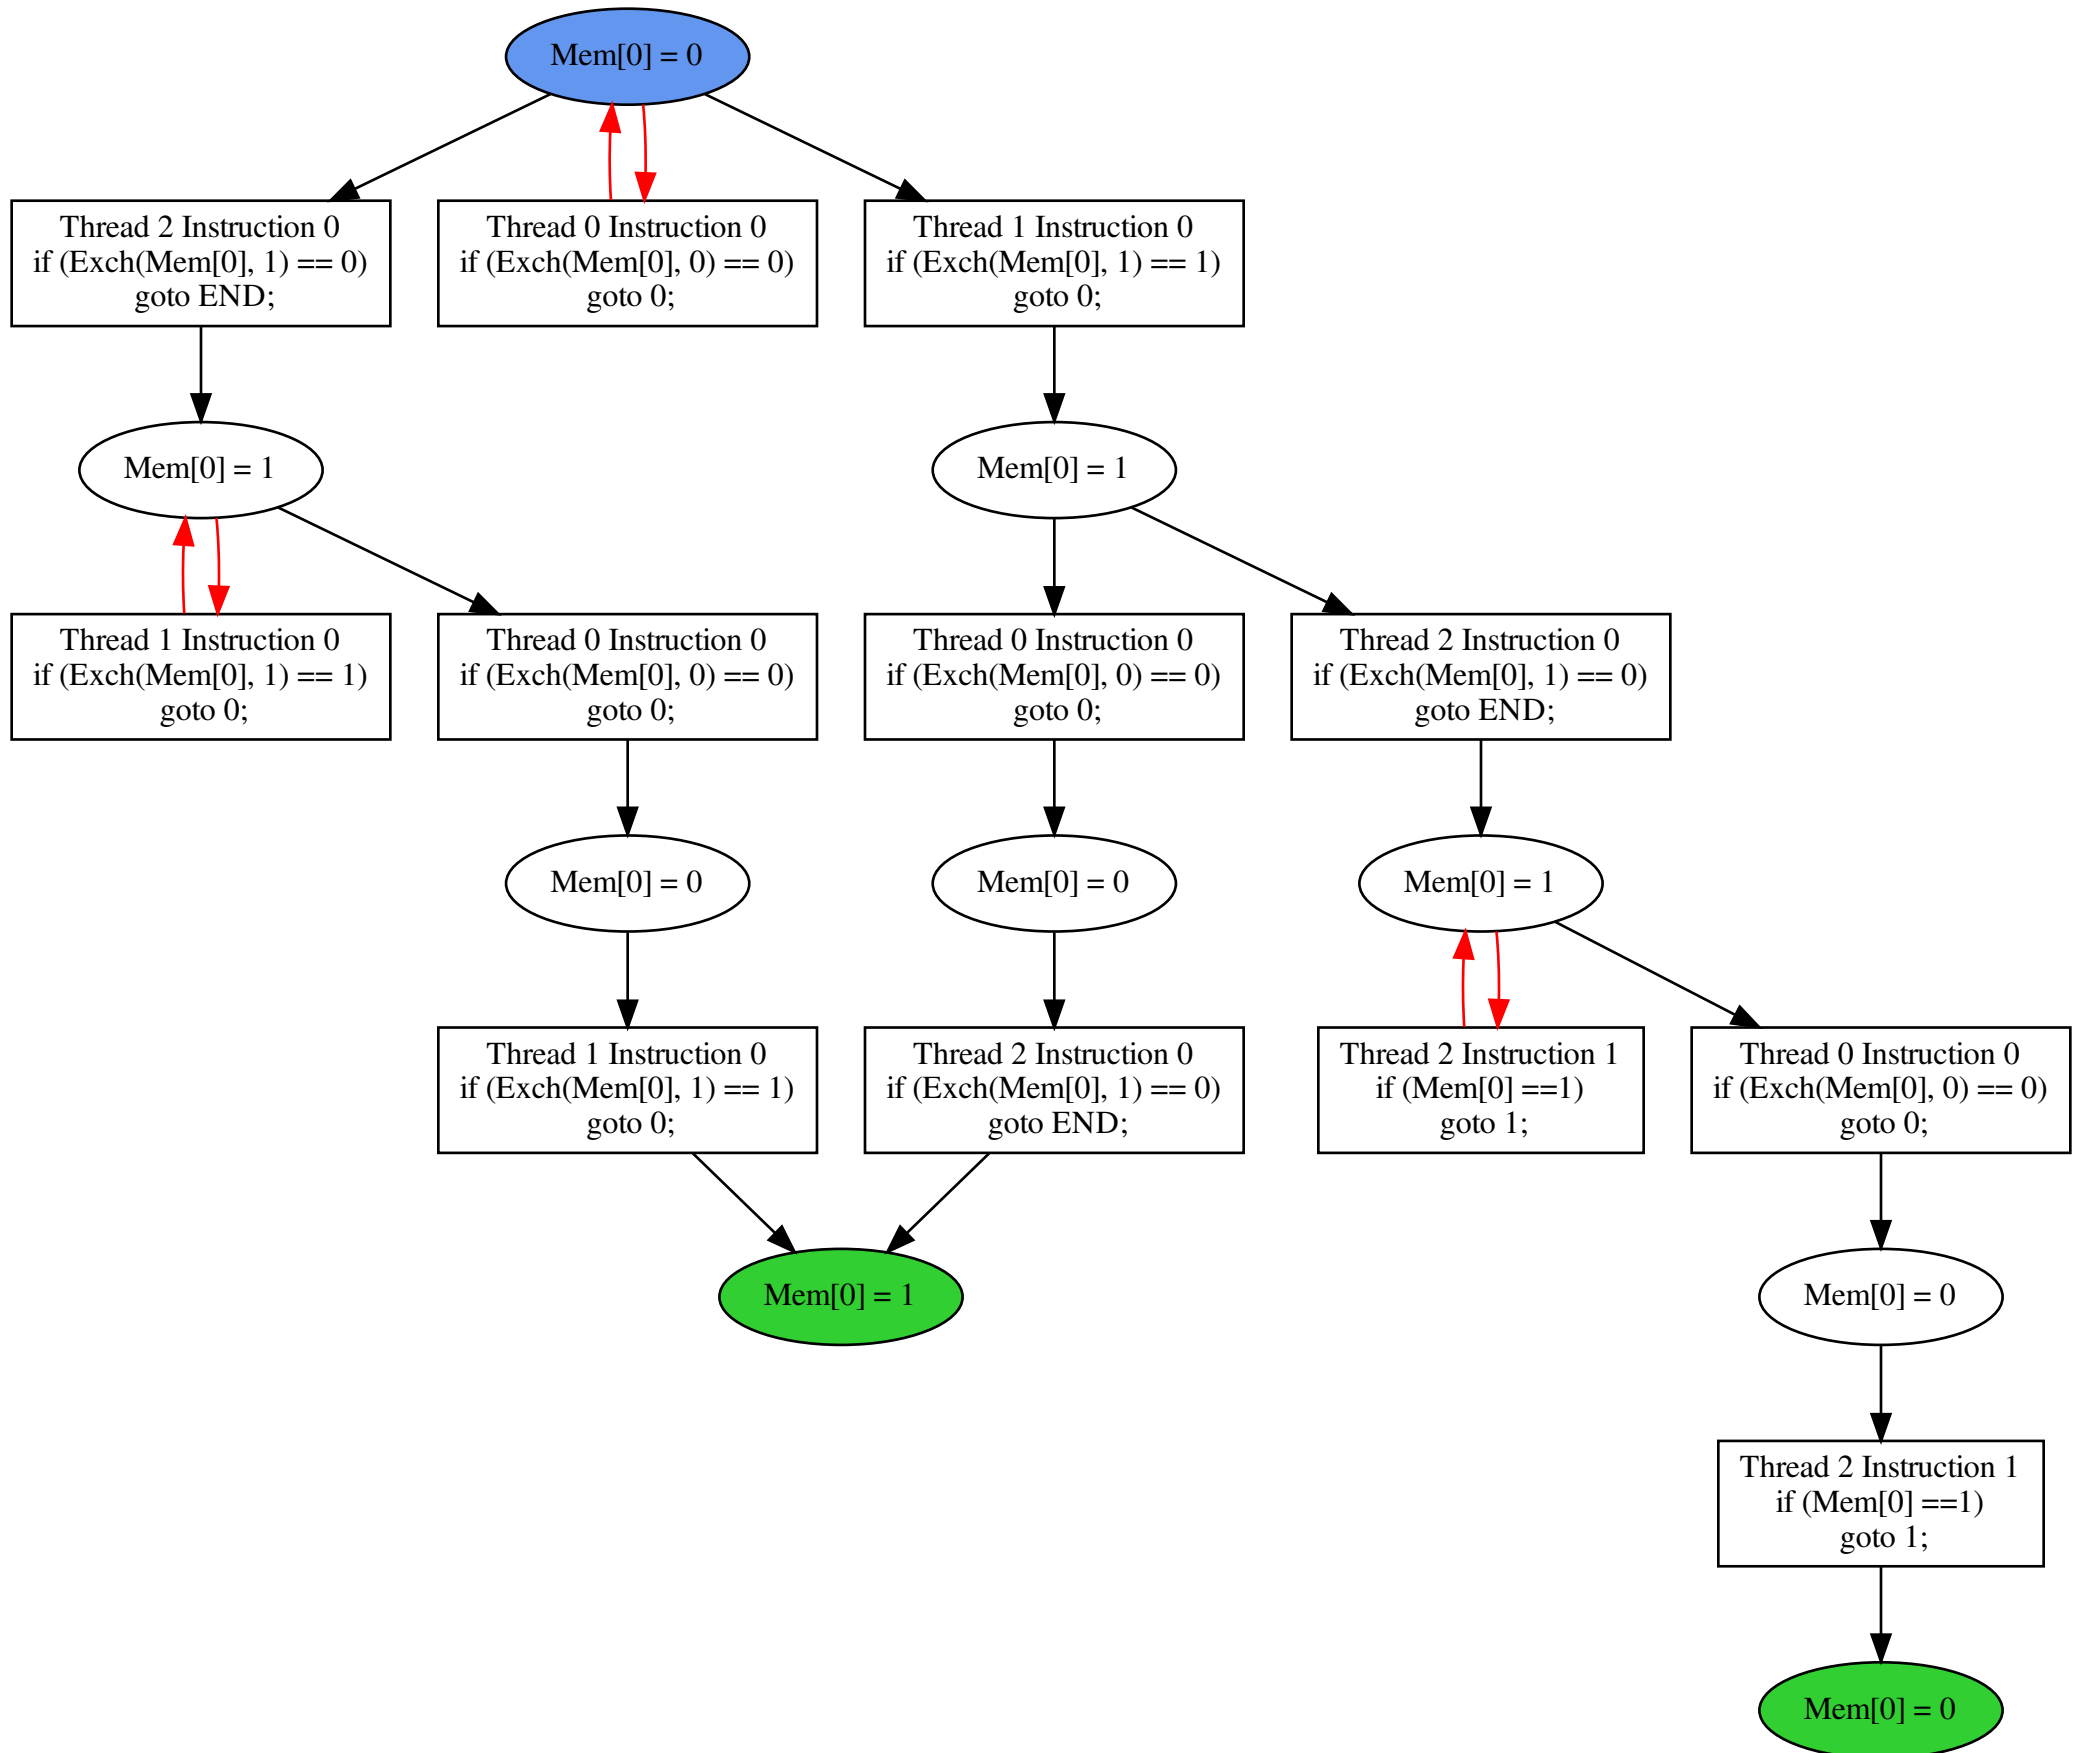 Mem[0] = 0
Thread 2 Instruction 0
if (Exch(Mem[0], 1) == 0)
goto END;
Thread 0 Instruction 0
if (Exch(Mem[0], 0) == 0)
goto 0;
Thread 1 Instruction 0
if (Exch(Mem[0], 1) == 1)
goto 0;
Mem[0] = 1
Mem[0] = 1
Thread 1 Instruction 0
if (Exch(Mem[0], 1) == 1)
goto 0;
Thread 0 Instruction 0
if (Exch(Mem[0], 0) == 0)
goto 0;
Thread 0 Instruction 0
if (Exch(Mem[0], 0) == 0)
goto 0;
Thread 2 Instruction 0
if (Exch(Mem[0], 1) == 0)
goto END;
Mem[0] = 0
Mem[0] = 0
Mem[0] = 1
Thread 1 Instruction 0
if (Exch(Mem[0], 1) == 1)
goto 0;
Thread 2 Instruction 0
if (Exch(Mem[0], 1) == 0)
goto END;
Thread 2 Instruction 1
if (Mem[0] ==1)
goto 1;
Thread 0 Instruction 0
if (Exch(Mem[0], 0) == 0)
goto 0;
Mem[0] = 1
Mem[0] = 0
Thread 2 Instruction 1
if (Mem[0] ==1)
goto 1;
Mem[0] = 0